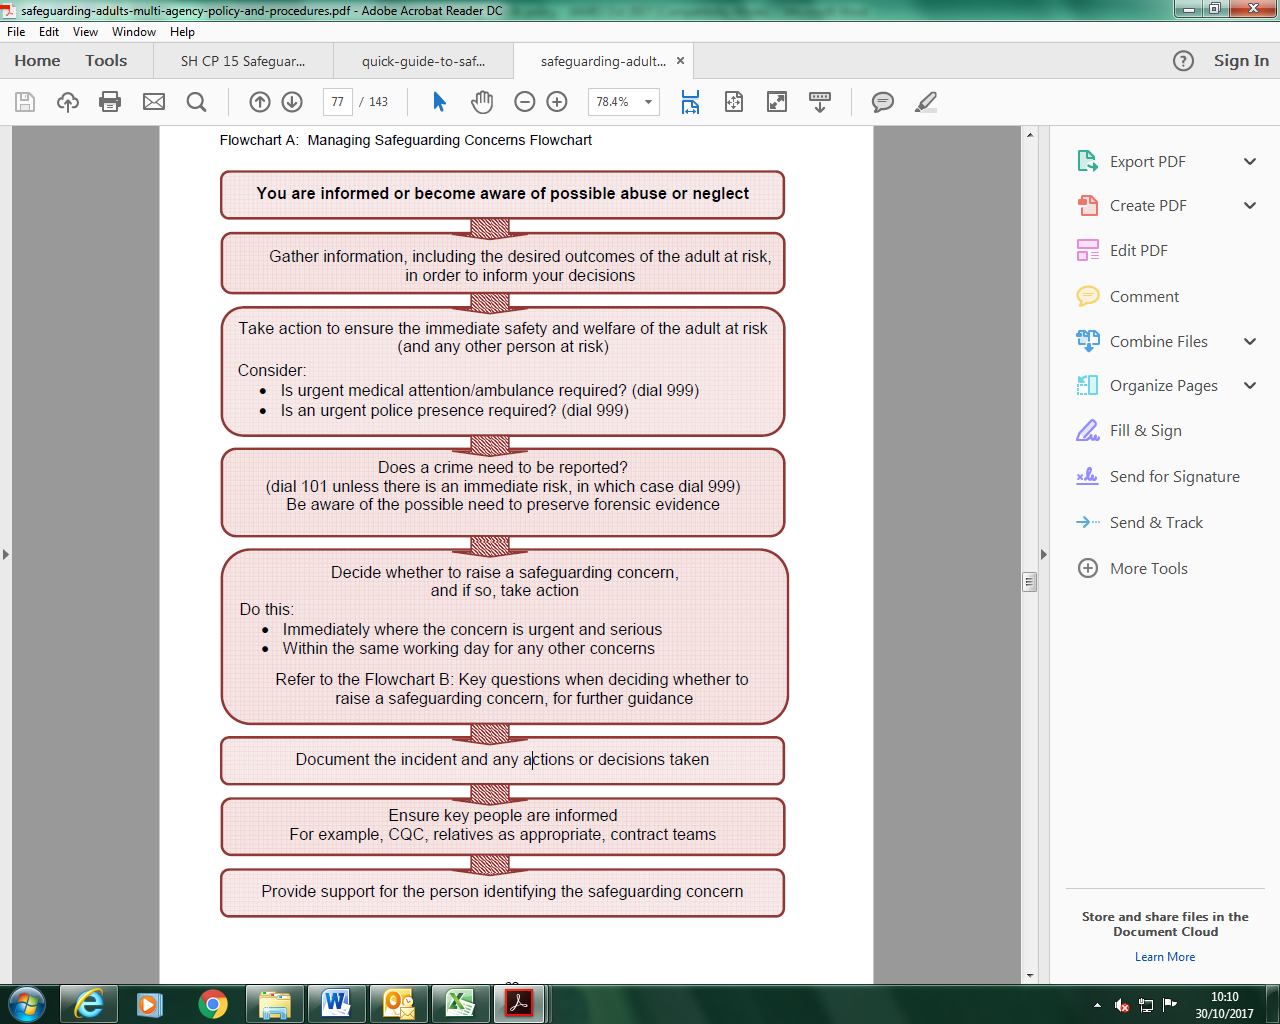 safeguarding-adults-multi-agency-policy-and-procedures.pdf - Adobe Acrobat Reader DC
File Edit View Window Help
Home Tools SH CP 15 Safeguar... quick-guide-to-saf... safeguarding-adult... × Sign In
77 / 143 78.4%
Flowchart A: Managing Safeguarding Concerns Flowchart
You are informed or become aware of possible abuse or neglect
Gather information, including the desired outcomes of the adult at risk,
in order to inform your decisions
Take action to ensure the immediate safety and welfare of the adult at risk
(and any other person at risk)
Consider:
• Is urgent medical attention/ambulance required? (dial 999)
• Is an urgent police presence required? (dial 999)
Does a crime need to be reported?
(dial 101 unless there is an immediate risk, in which case dial 999)
Be aware of the possible need to preserve forensic evidence
Decide whether to raise a safeguarding concern,
and if so, take action
Do this:
• Immediately where the concern is urgent and serious
• Within the same working day for any other concerns
Refer to the Flowchart B: Key questions when deciding whether to
raise a safeguarding concern, for further guidance
Document the incident and any actions or decisions taken
Ensure key people are informed
For example, CQC, relatives as appropriate, contract teams
Provide support for the person identifying the safeguarding concern
Export PDF
Create PDF
Edit PDF
Comment
Combine Files
Organize Pages
Fill & Sign
Send for Signature
Send & Track
More Tools
Store and share files in the
Document Cloud
Learn More
10:10
30/10/2017